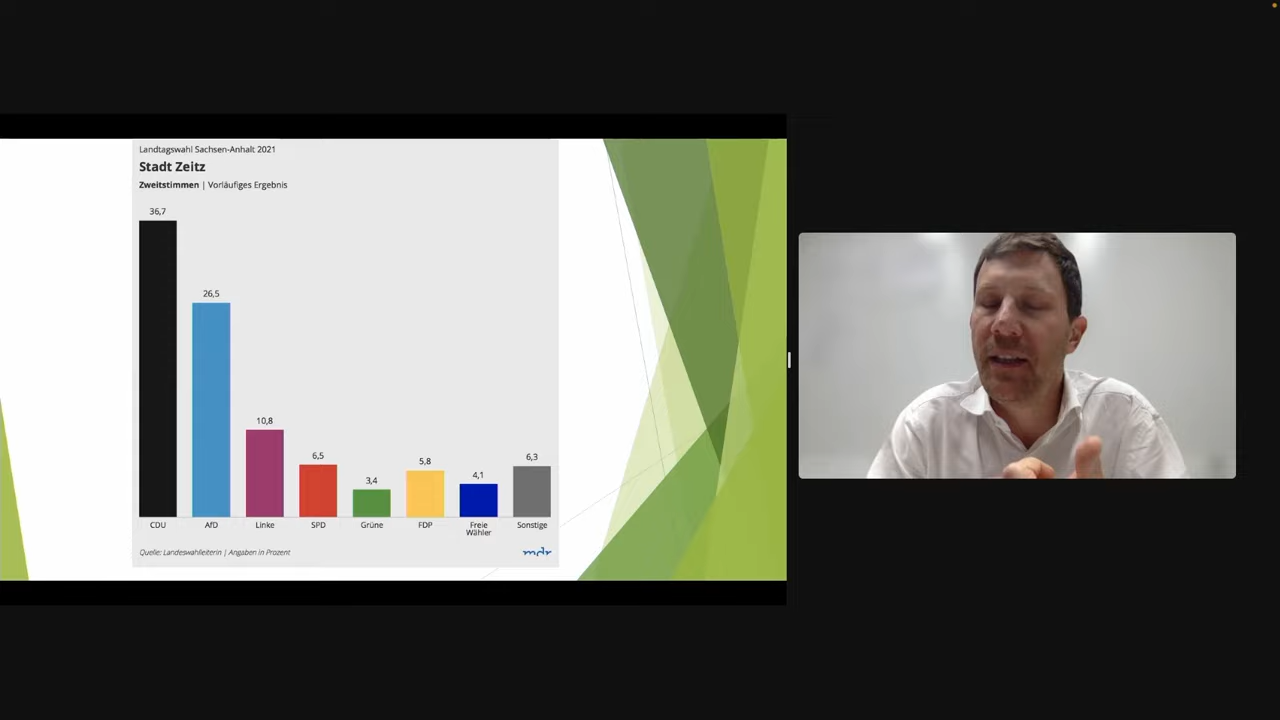 Landtagswahl Sachsen-Anhalt 2021
Stadt Zeitz
Zweitstimmen | Vorläufiges Ergebnis
36,7
26,5
10,8
6,5
3,4
5,8
4,1
6,3
CDU
AfD
Linke
SPD
Grüne
FDP
Freie
Wähler
Sonstige
Quelle: Landeswahlleiterin | Angaben in Prozent
mdr